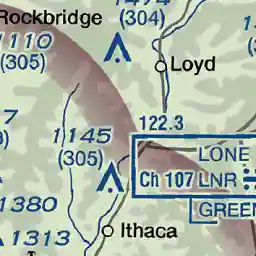 Rockbridge
(304)
1110
(305)
Loyd
122.3
1145
(305)
LONE
Ch 107 LNR
GREEN
1380
1313
Ithaca